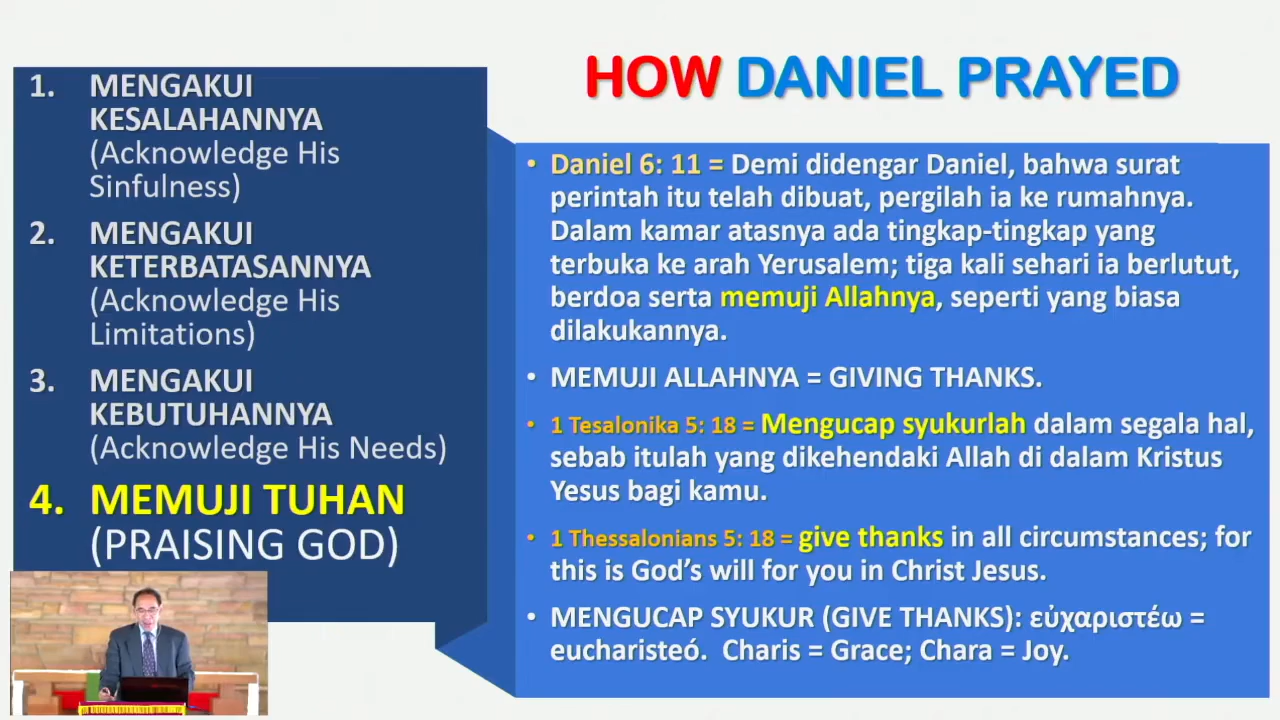 HOW DANIEL PRAYED
1. MENGAKUI
KESALAHANNYA
(Acknowledge His
Sinfulness)
2. MENGAKUI
KETERBATASANNYA
(Acknowledge His
Limitations)
3. MENGAKUI
KEBUTUHANNYA
(Acknowledge His Needs)
4. MEMUJI TUHAN
(PRAISING GOD)
• Daniel 6: 11 = Demi didengar Daniel, bahwa surat
perintah itu telah dibuat, pergilah ia ke rumahnya.
Dalam kamar atasnya ada tingkap-tingkap yang
terbuka ke arah Yerusalem; tiga kali sehari ia berlutut,
berdoa serta memuji Allahnya, seperti yang biasa
dilakukannya.
• MEMUJI ALLAHNYA = GIVING THANKS.
• 1 Tesalonika 5: 18 = Mengucap syukurlah dalam segala hal,
sebab itulah yang dikehendaki Allah di dalam Kristus
Yesus bagi kamu.
• 1 Thessalonians 5: 18 = give thanks in all circumstances; for
this is God's will for you in Christ Jesus.
• MENGUCAP SYUKUR (GIVE THANKS): εὐχαριστέω =
eucharisteó. Charis = Grace; Chara = Joy.